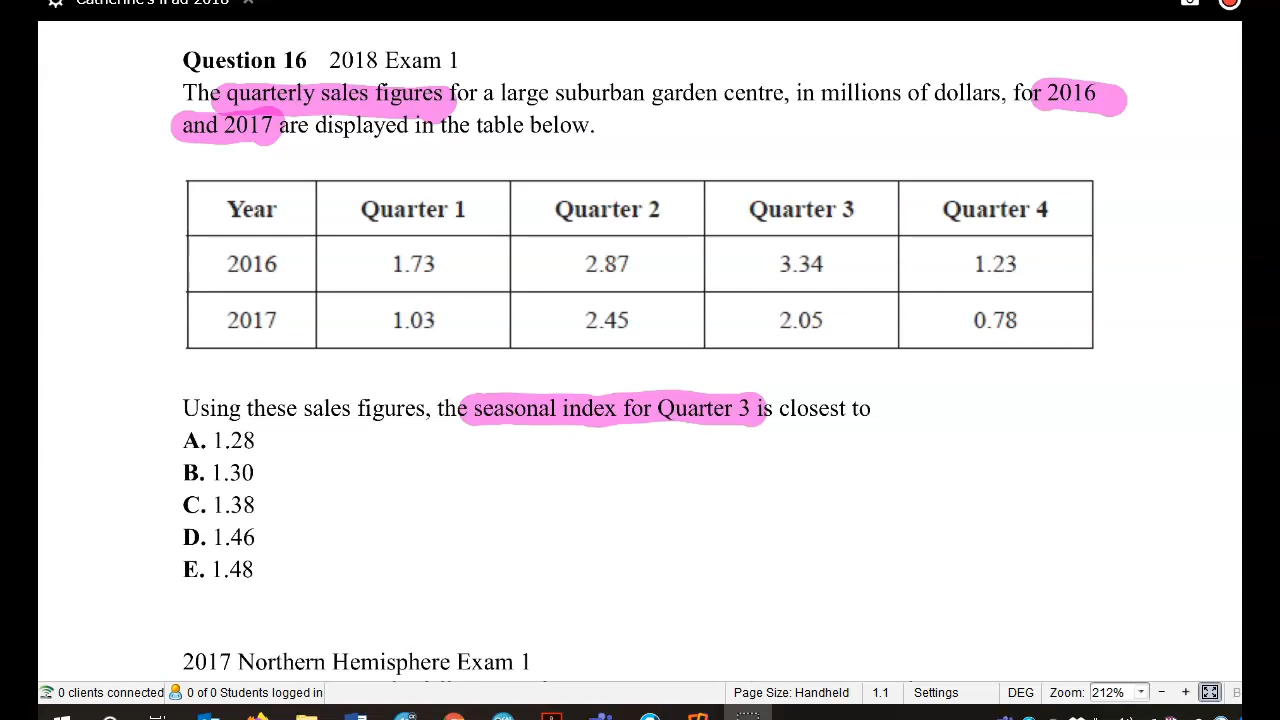 Catherine's iPad 2018
Question 16 2018 Exam 1
The quarterly sales figures for a large suburban garden centre, in millions of dollars, for 2016
and 2017 are displayed in the table below.
Year Quarter 1 Quarter 2 Quarter 3 Quarter 4
2016 1.73 2.87 3.34 1.23
2017 1.03 2.45 2.05 0.78
Using these sales figures, the seasonal index for Quarter 3 is closest to
A. 1.28
B. 1.30
C. 1.38
D. 1.46
E. 1.48
2017 Northern Hemisphere Exam 1
0 clients connected 0 of 0 Students logged in Page Size: Handheld 1.1 Settings DEG Zoom: 212% − +